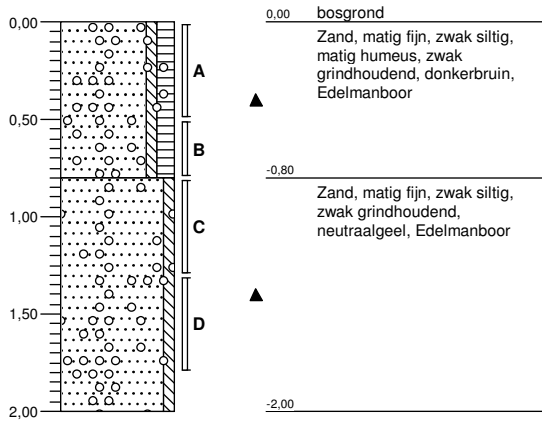 0,00
0,50
1,00
1,50
2,00
A
B
C
D
0,00 bosgrond
Zand, matig fijn, zwak siltig,
matig humeus, zwak
grindhoudend, donkerbruin,
Edelmanboor
-0,80
Zand, matig fijn, zwak siltig,
zwak grindhoudend,
neutraalgeel, Edelmanboor
-2,00